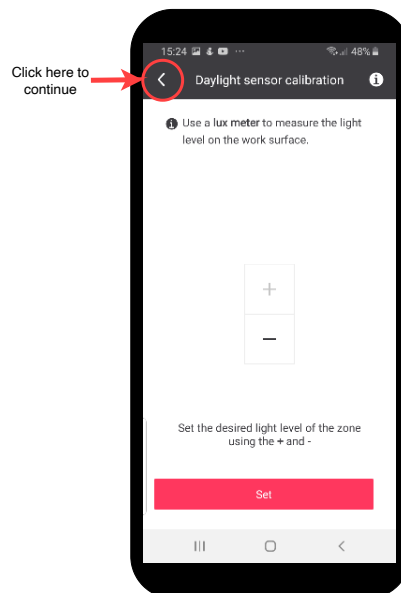 Click here to
continue
15:24 ··· 48%
Daylight sensor calibration
Use a lux meter to measure the light
level on the work surface.
+
−
Set the desired light level of the zone
using the + and -
Set